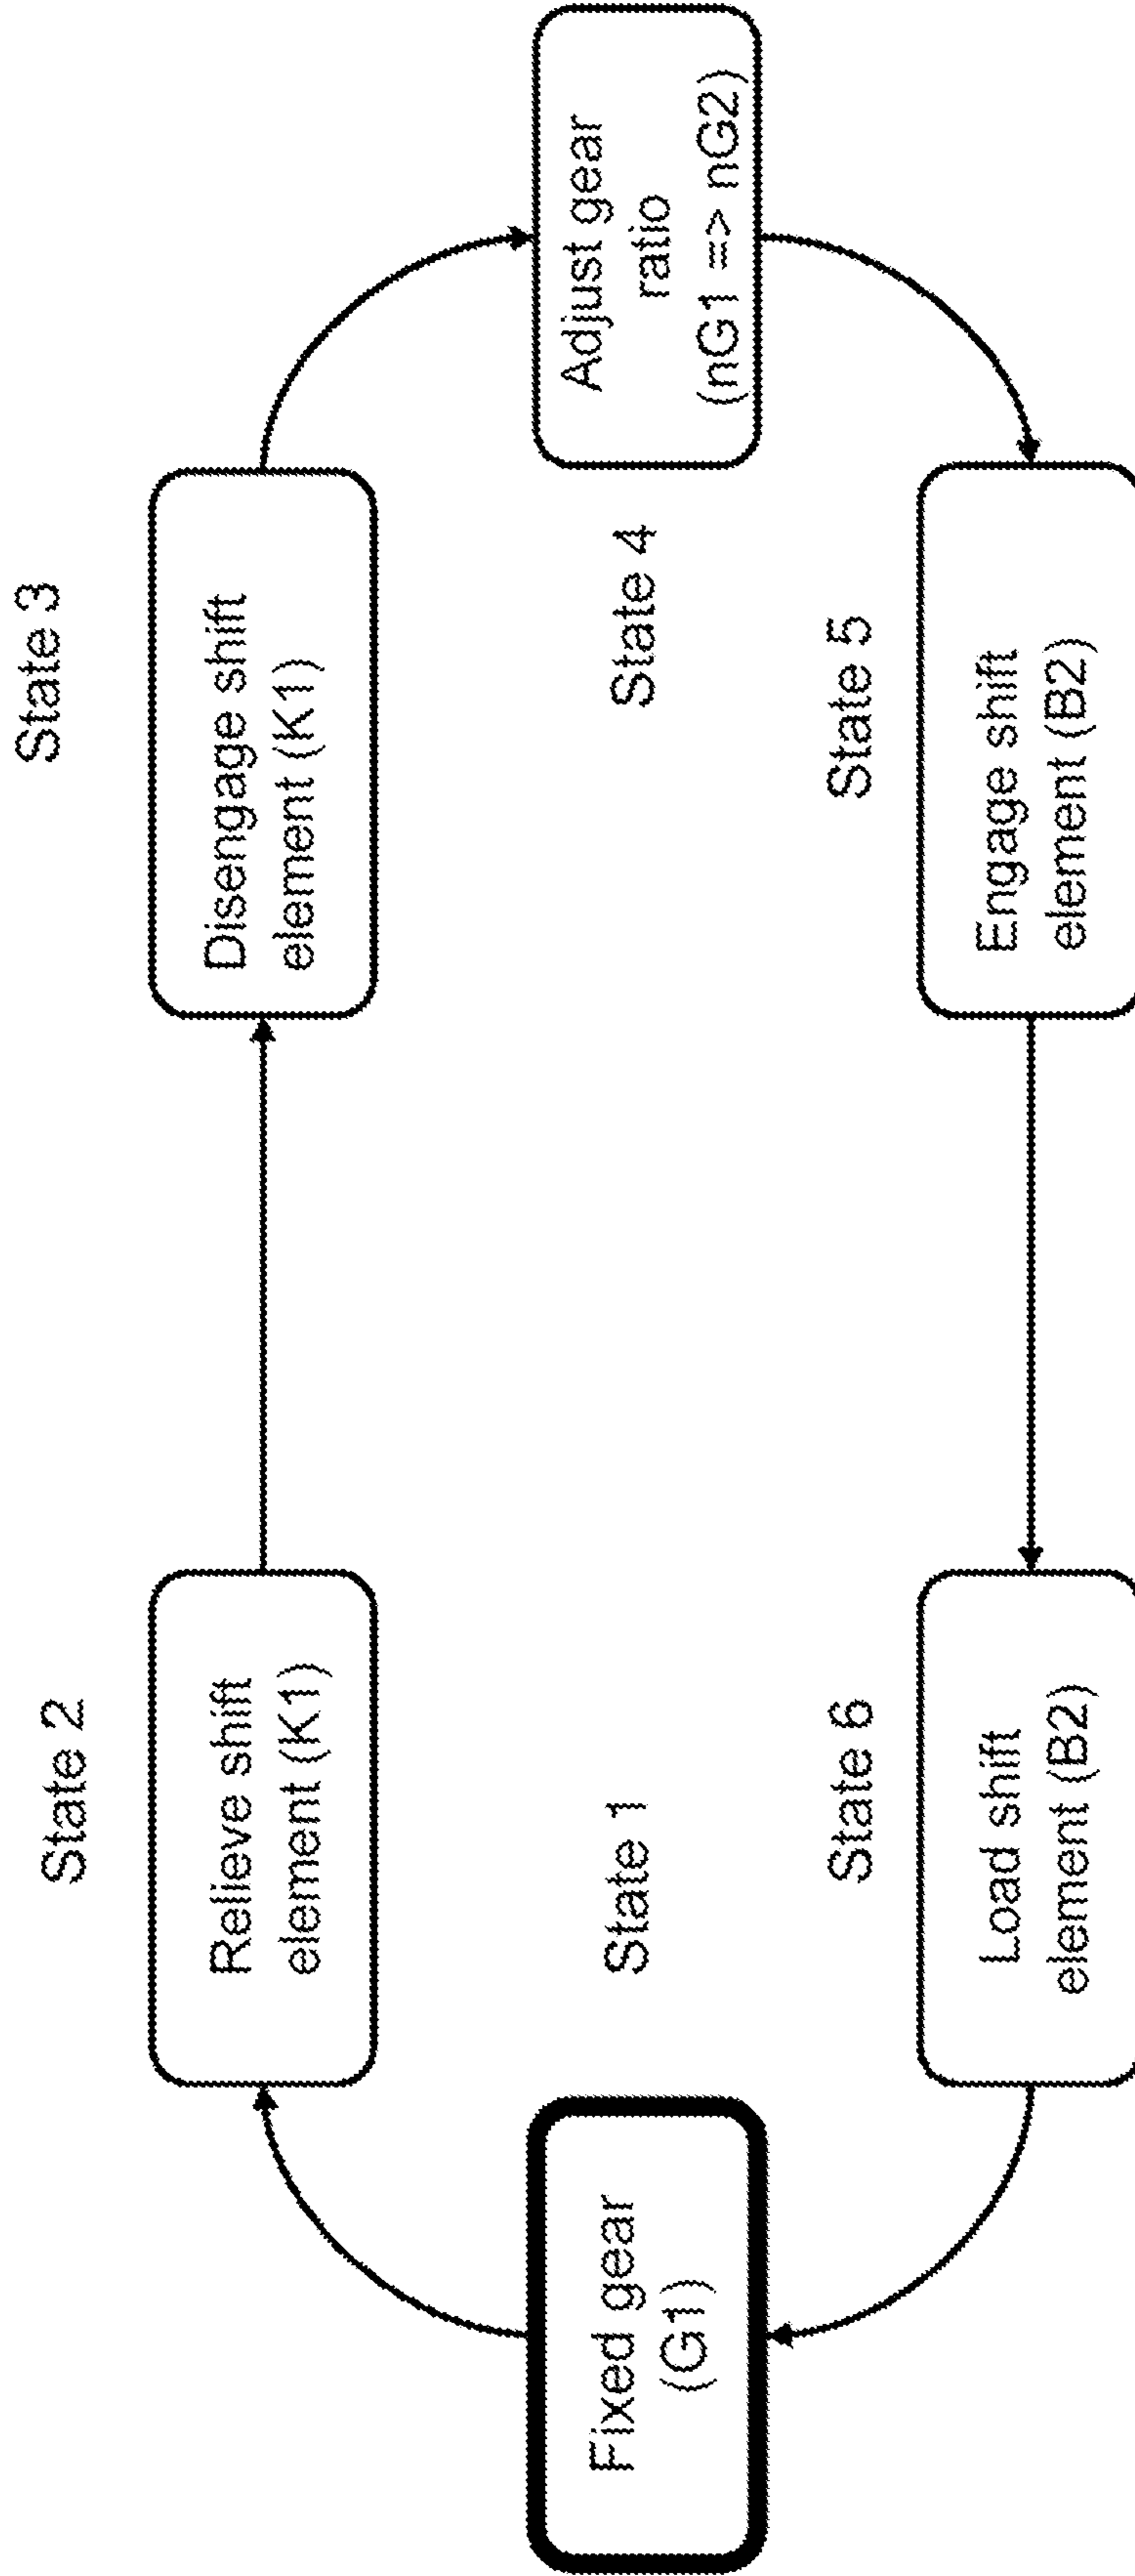 State 2
Relieve shift
element (K1)
State 3
Disengage shift
element (K1)
Fixed gear
(G1)
State 1
State 4
Adjust gear
ratio
(nG1 => nG2)
State 6
Load shift
element (B2)
State 5
Engage shift
element (B2)